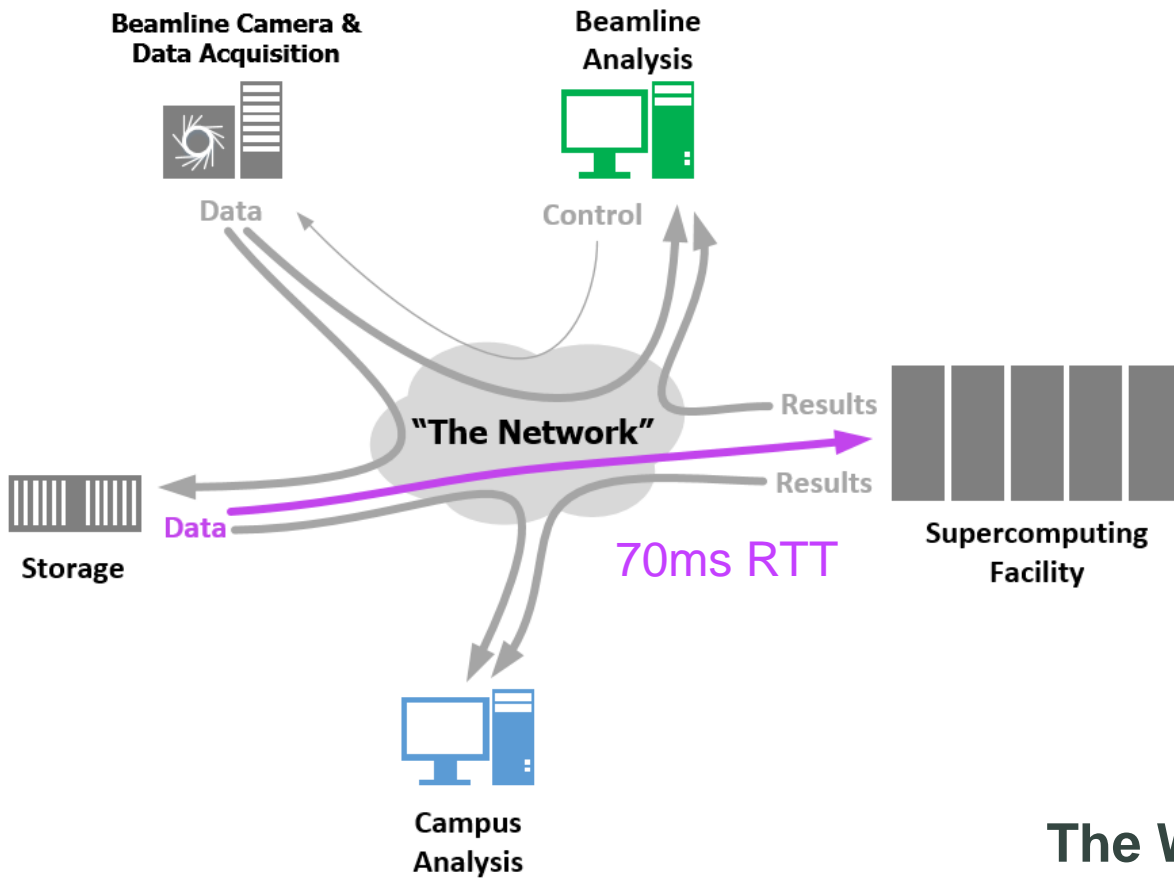 Beamline Camera &
Data Acquisition
Beamline
Analysis
Data
Control
"The Network"
Results
Results
Data
Storage
70ms RTT
Supercomputing
Facility
Campus
Analysis
The W